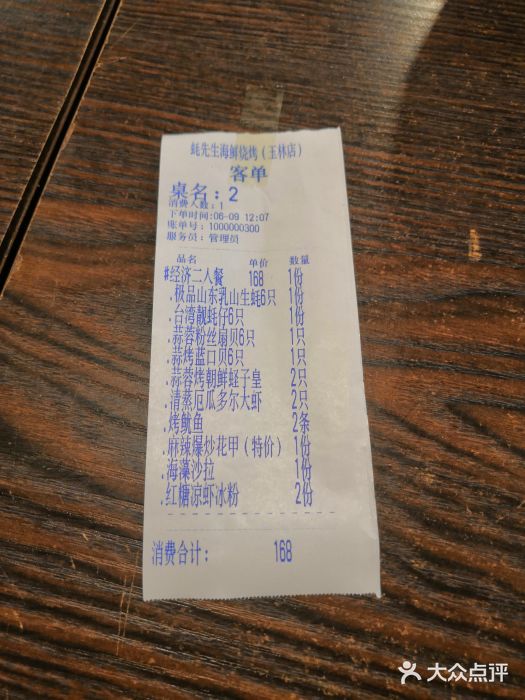 蚝先生海鲜烧烤（玉林店）
客单
桌名：2
消费人数：1
下单时间:06-09 12:07
账单号：1000000300
服务员：管理员
品名 单价 数量
#经济二人餐 168 1份
.极品山东乳山生蚝6只 1份
.台湾靓蚝仔6只 1份
.蒜蓉粉丝扇贝6只 1只
.蒜烤蓝口贝6只 1只
.蒜蓉烤朝鲜蛏子皇 2只
.清蒸厄瓜多尔大虾 2只
.烤鱿鱼 2条
.麻辣爆炒花甲（特价） 1份
.海藻沙拉 1份
.红糖凉虾冰粉 2份
消费合计： 168
大众点评